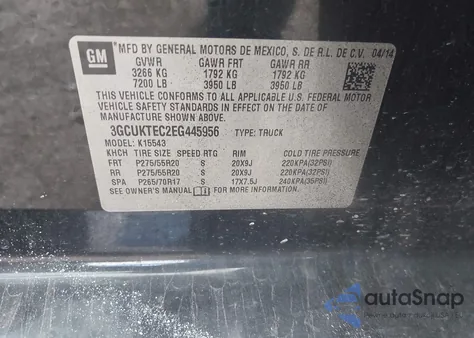 GM
MFD BY GENERAL MOTORS DE MEXICO, S. DE R.L. DE C.V. 04/14
GVWR GAWR FRT GAWR RR
3266 KG 1792 KG 1792 KG
7200 LB 3950 LB 3950 LB
THIS VEHICLE CONFORMS TO ALL APPLICABLE U.S. FEDERAL MOTOR
VEHICLE SAFETY STANDARDS IN EFFECT ON THE DATE OF
MANUFACTURE SHOWN ABOVE.
3GCUKTEC2EG445956 TYPE: TRUCK
MODEL: K15543
KHCH TIRE SIZE SPEED RTG RIM COLD TIRE PRESSURE
FRT P275/55R20 S 20X9J 220KPA(32PSI)
RR P275/55R20 S 20X9J 220KPA(32PSI)
SPA P265/70R17 S 17X7.5J 240KPA(35PSI)
SEE OWNER'S MANUAL FOR MORE INFORMATION.
autoSnap